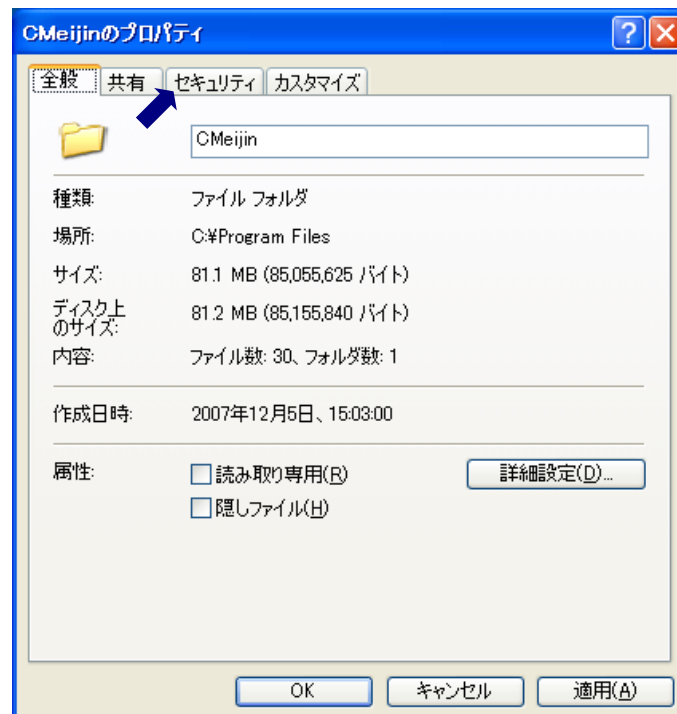 CMeijinのプロパティ
全般 共有 セキュリティ カスタマイズ
CMeijin
種類: ファイル フォルダ
場所: C:¥Program Files
サイズ: 81.1 MB (85,055,625 バイト)
ディスク上
のサイズ: 81.2 MB (85,155,840 バイト)
内容: ファイル数: 30、フォルダ数: 1
作成日時: 2007年12月5日、15:03:00
属性: 読み取り専用(R) 詳細設定(D)...
隠しファイル(H)
OK キャンセル 適用(A)